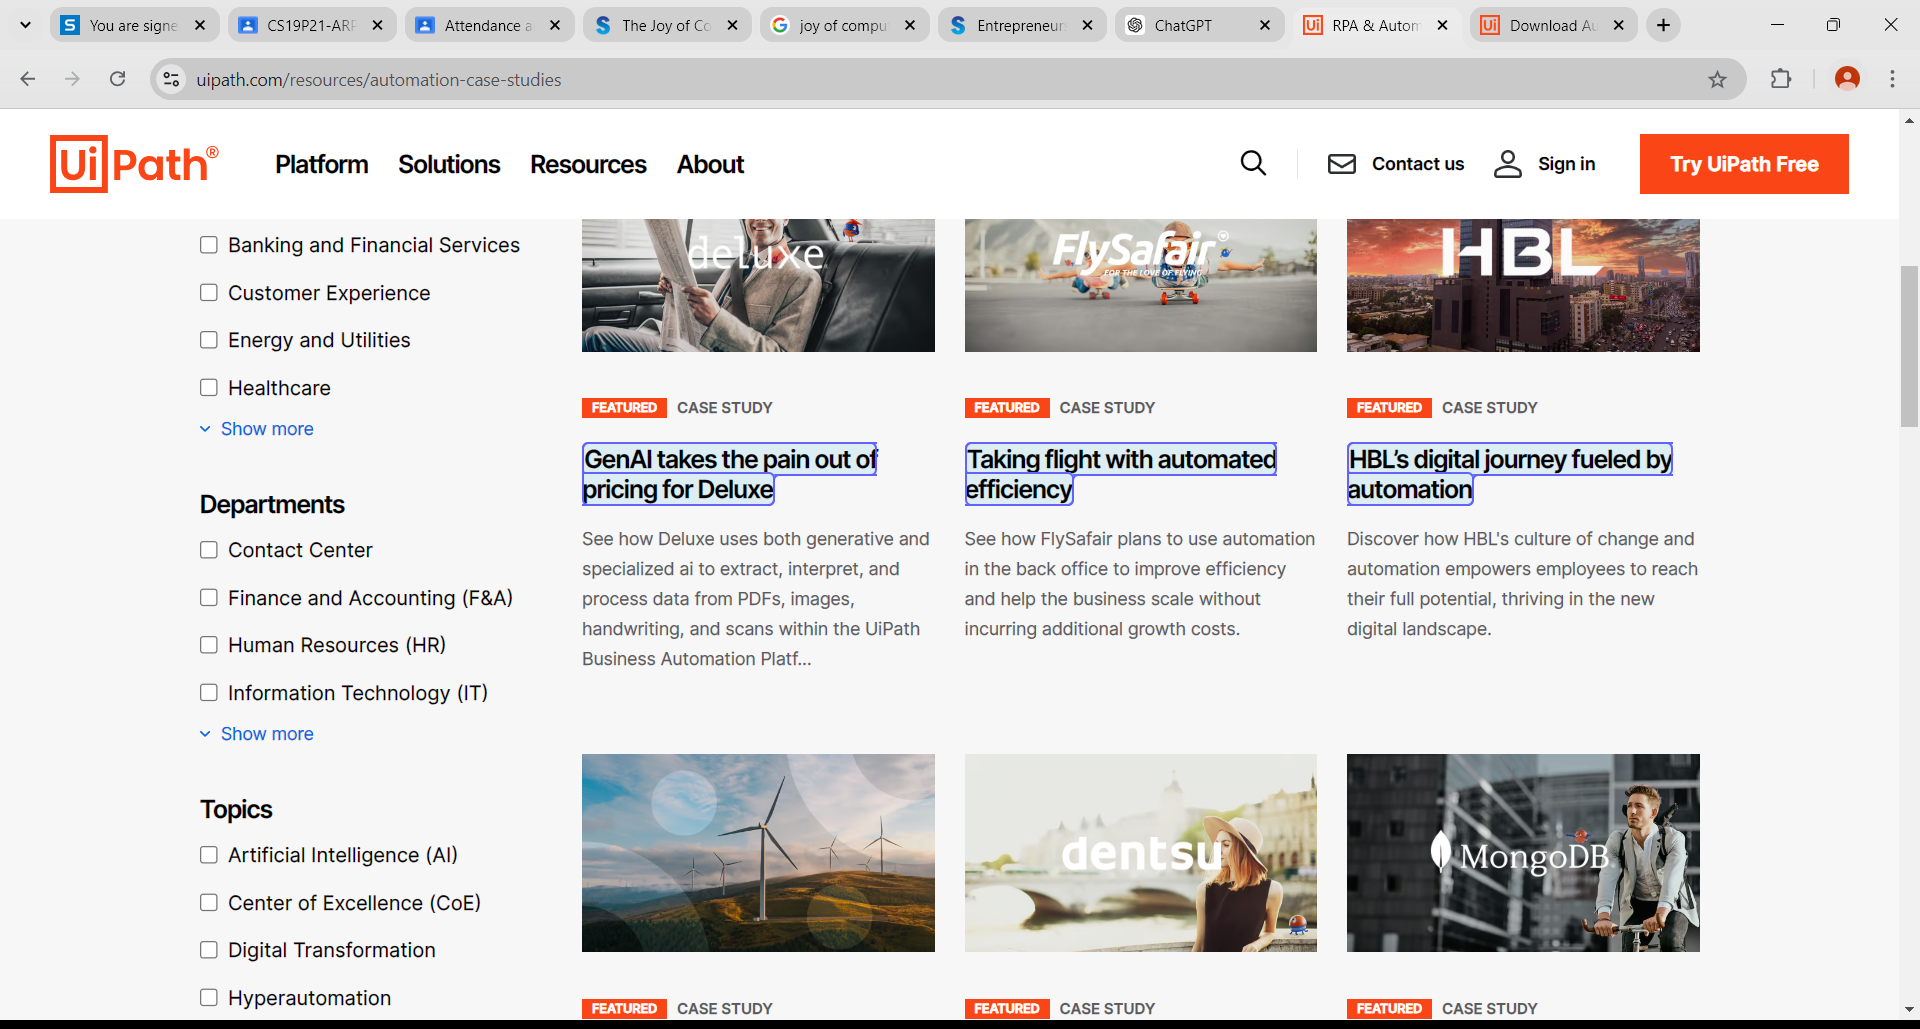 You are signe
CS19P21-ARP
Attendance a
The Joy of Co
joy of compu
Entrepreneur
ChatGPT
RPA & Autom
Download Au
uipath.com/resources/automation-case-studies
UiPath®
Platform
Solutions
Resources
About
Contact us
Sign in
Try UiPath Free
Banking and Financial Services
Customer Experience
Energy and Utilities
Healthcare
Show more
Departments
Contact Center
Finance and Accounting (F&A)
Human Resources (HR)
Information Technology (IT)
Show more
Topics
Artificial Intelligence (AI)
Center of Excellence (CoE)
Digital Transformation
Hyperautomation
deluxe.
FEATURED CASE STUDY
GenAI takes the pain out of
pricing for Deluxe
See how Deluxe uses both generative and
specialized ai to extract, interpret, and
process data from PDFs, images,
handwriting, and scans within the UiPath
Business Automation Platf...
FlySafair
FOR THE LOVE OF FLYING
FEATURED CASE STUDY
Taking flight with automated
efficiency
See how FlySafair plans to use automation
in the back office to improve efficiency
and help the business scale without
incurring additional growth costs.
HBL
FEATURED CASE STUDY
HBL’s digital journey fueled by
automation
Discover how HBL's culture of change and
automation empowers employees to reach
their full potential, thriving in the new
digital landscape.
FEATURED CASE STUDY
dentsu
FEATURED CASE STUDY
MongoDB.
FEATURED CASE STUDY